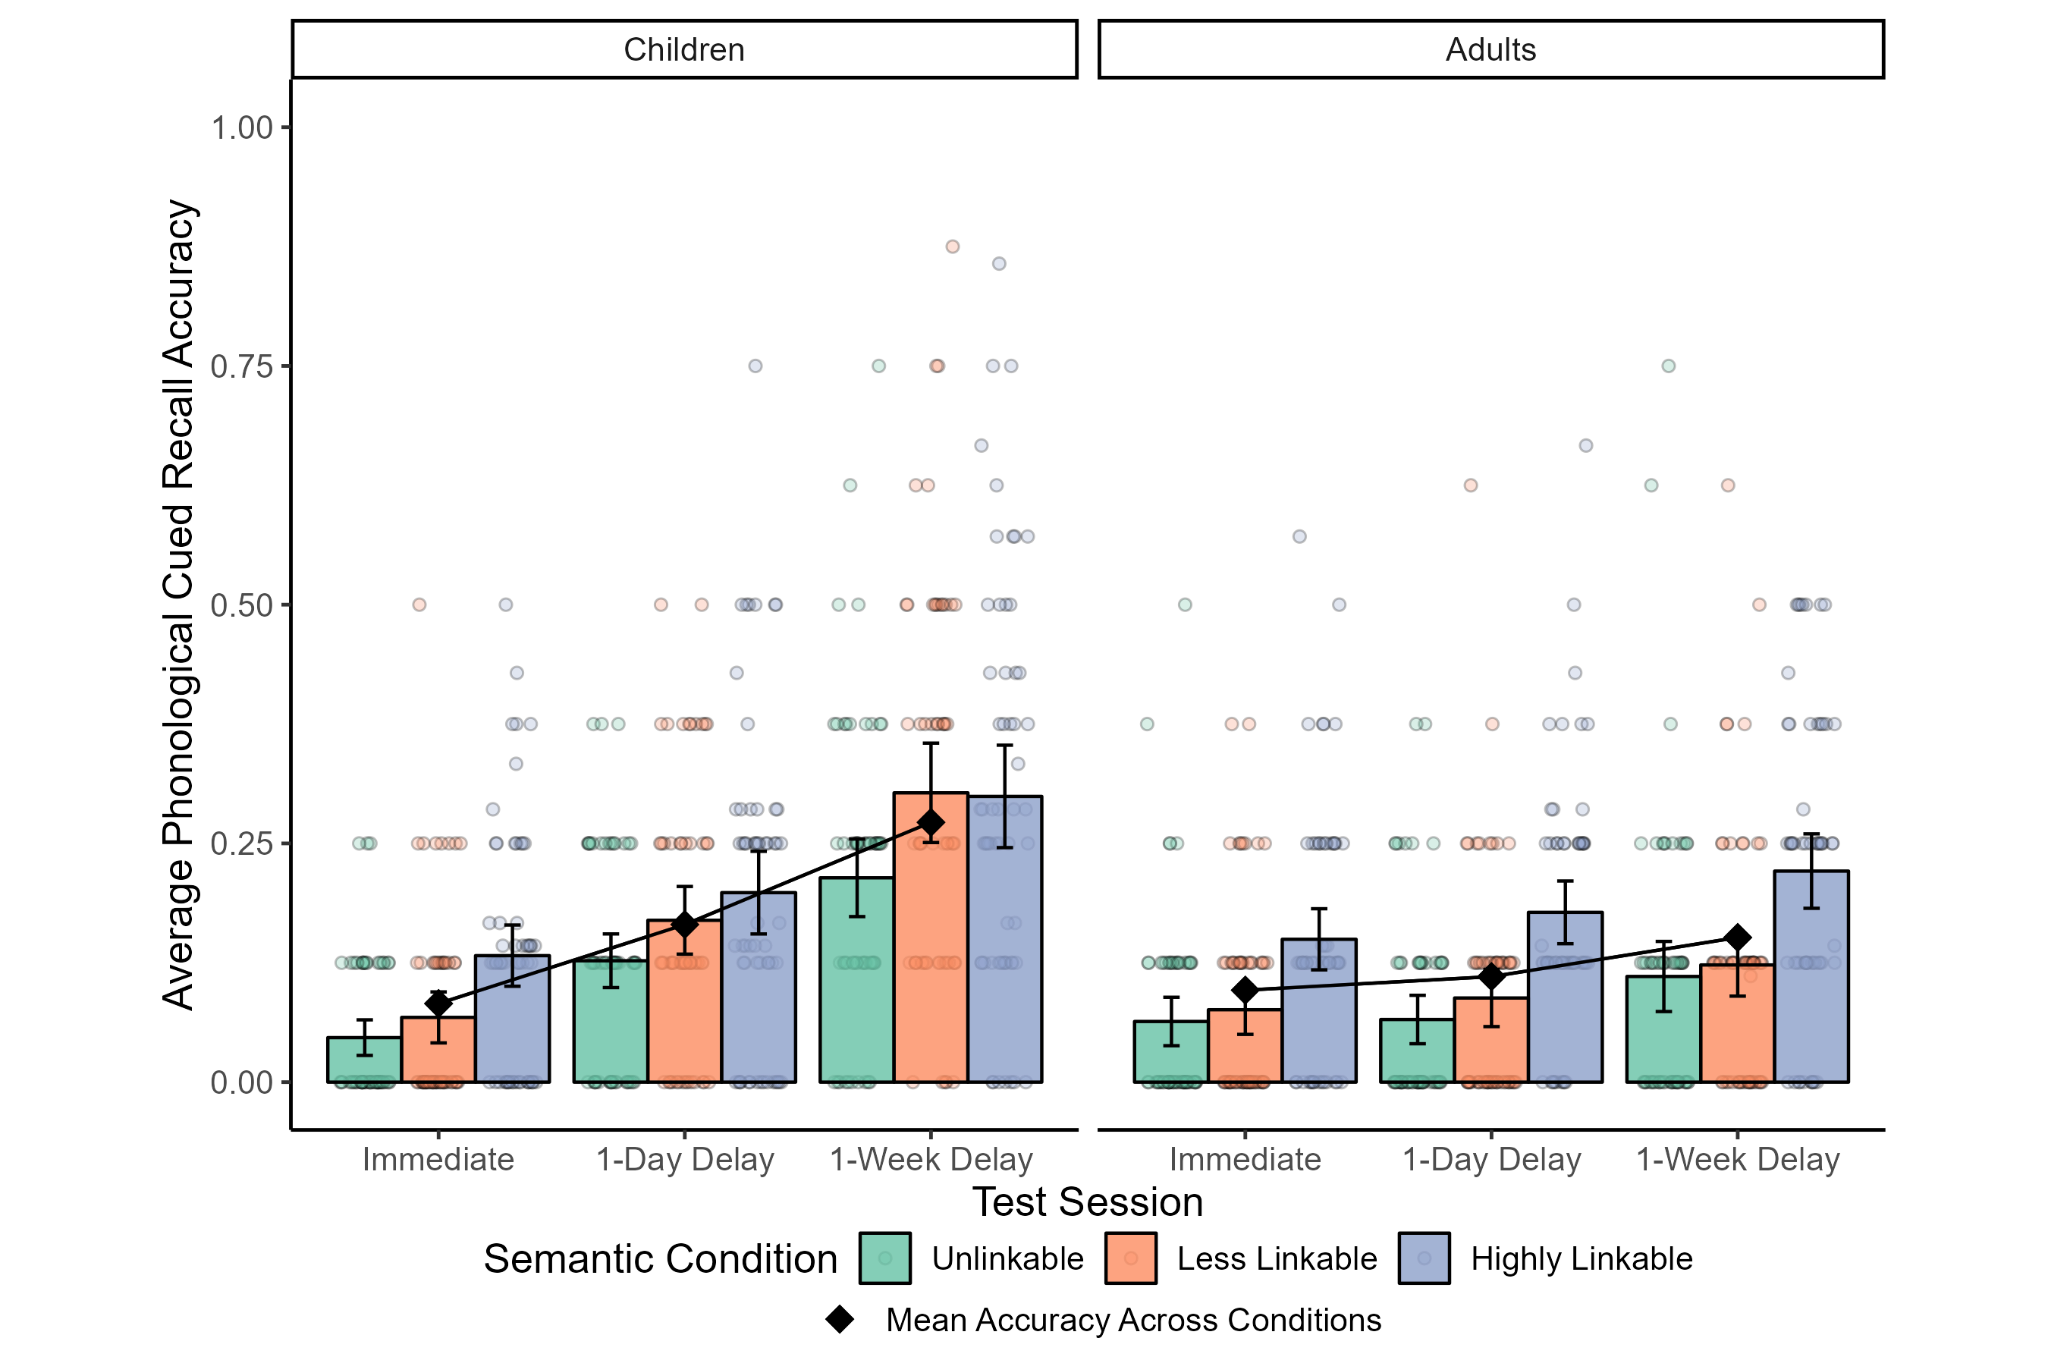 Children
Adults
Average Phonological Cued Recall Accuracy
1.00
0.75
0.50
0.25
0.00
Immediate 1-Day Delay 1-Week Delay
Immediate 1-Day Delay 1-Week Delay
Test Session
Semantic Condition Unlinkable Less Linkable Highly Linkable
Mean Accuracy Across Conditions